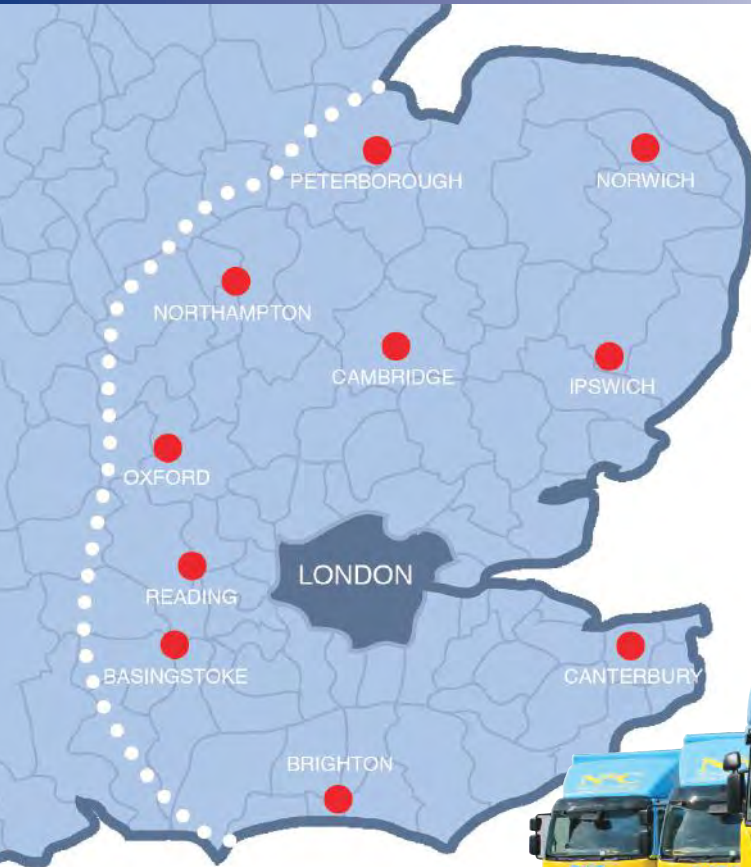 PETERBOROUGH
NORWICH
NORTHAMPTON
CAMBRIDGE
IPSWICH
OXFORD
LONDON
READING
BASINGSTOKE
CANTERBURY
BRIGHTON